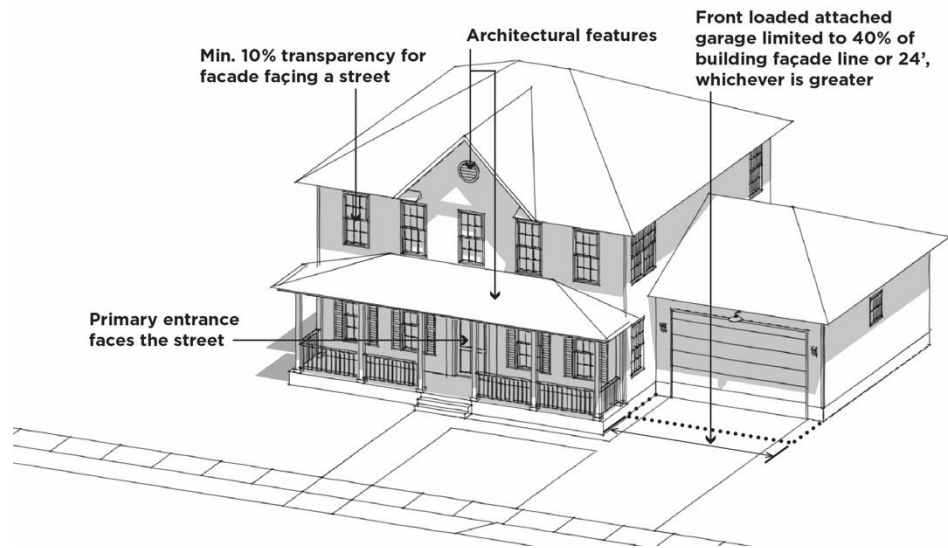 Min. 10% transparency for
facade façing a street
Architectural features
Front loaded attached
garage limited to 40% of
building façade line or 24’,
whichever is greater
Primary entrance
faces the street